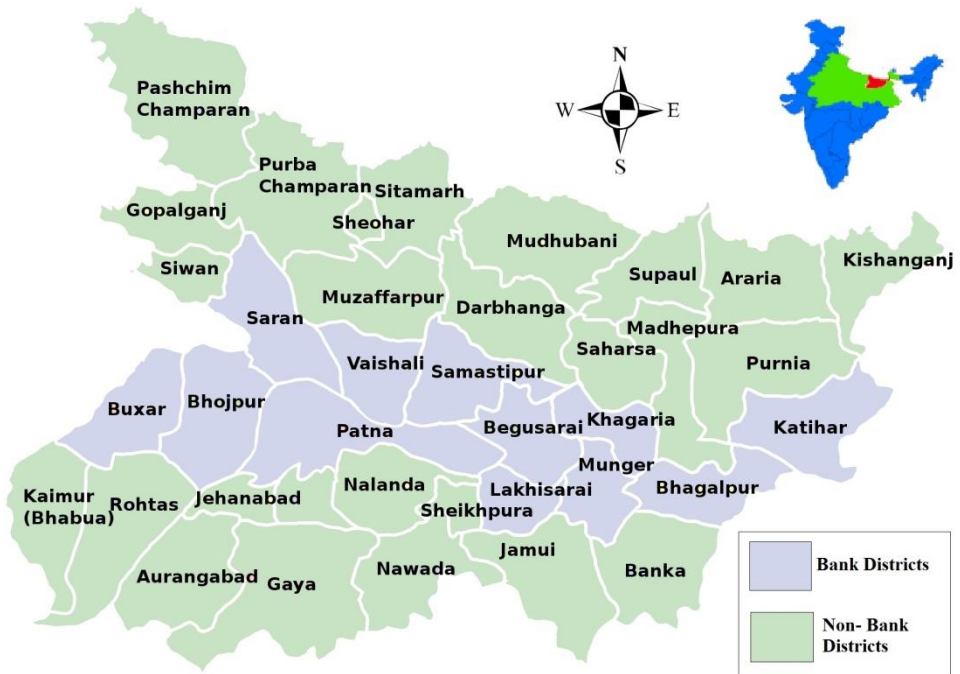 N
W E
S
Pashchim
Champaran
Purba
Champaran
Sitamarh
Sheohar
Gopalganj
Siwan
Mudhubani
Supaul
Araria
Kishanganj
Muzaffarpur
Darbhanga
Saran
Madhepura
Saharsa
Vaishali
Samastipur
Purnia
Buxar
Bhojpur
Patna
Begusarai
Khagaria
Katihar
Munger
Kaimur
(Bhabua)
Rohtas
Jehanabad
Nalanda
Lakhisarai
Bhagalpur
Sheikhpura
Aurangabad
Gaya
Nawada
Jamui
Banka
Bank Districts
Non- Bank
Districts